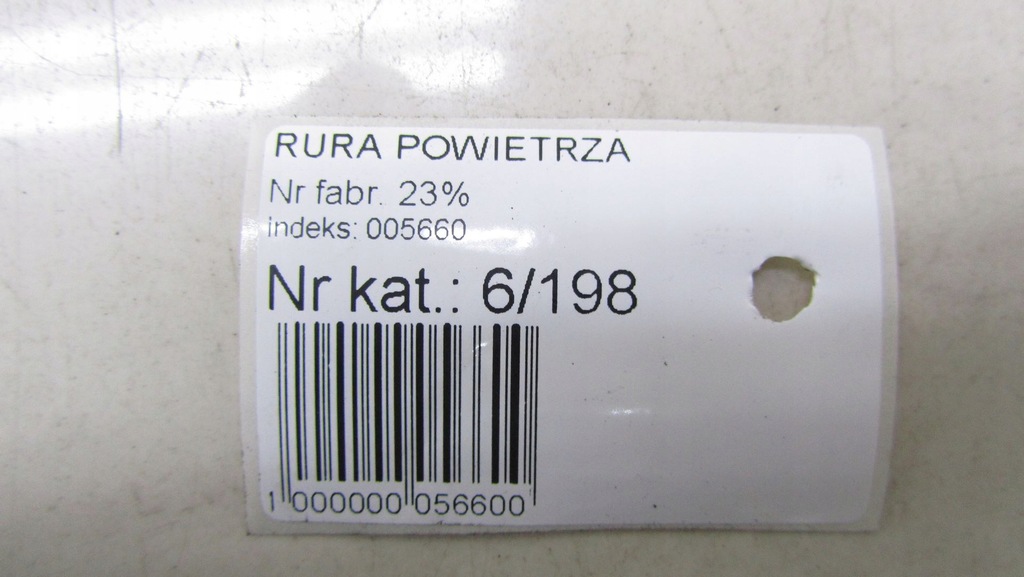 RURA POWIETRZA
Nr fabr. 23%
indeks: 005660
Nr kat.: 6/198
1 000000 056600